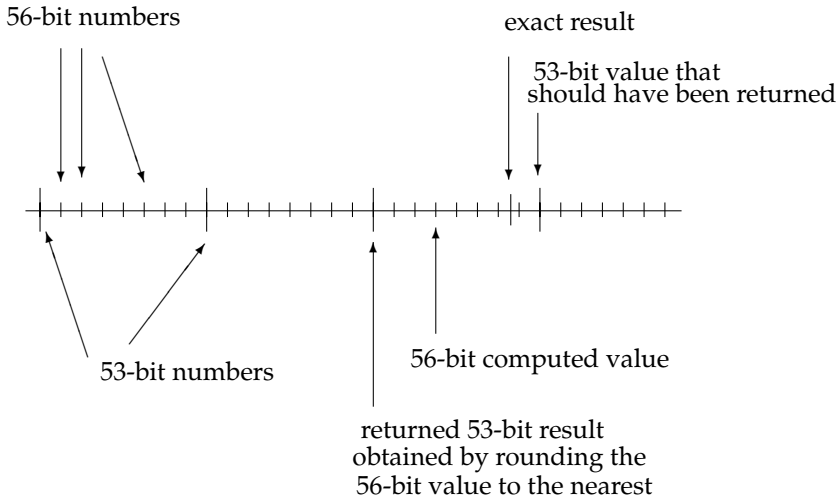 56-bit numbers
exact result
53-bit value that
should have been returned
53-bit numbers
56-bit computed value
returned 53-bit result
obtained by rounding the
56-bit value to the nearest